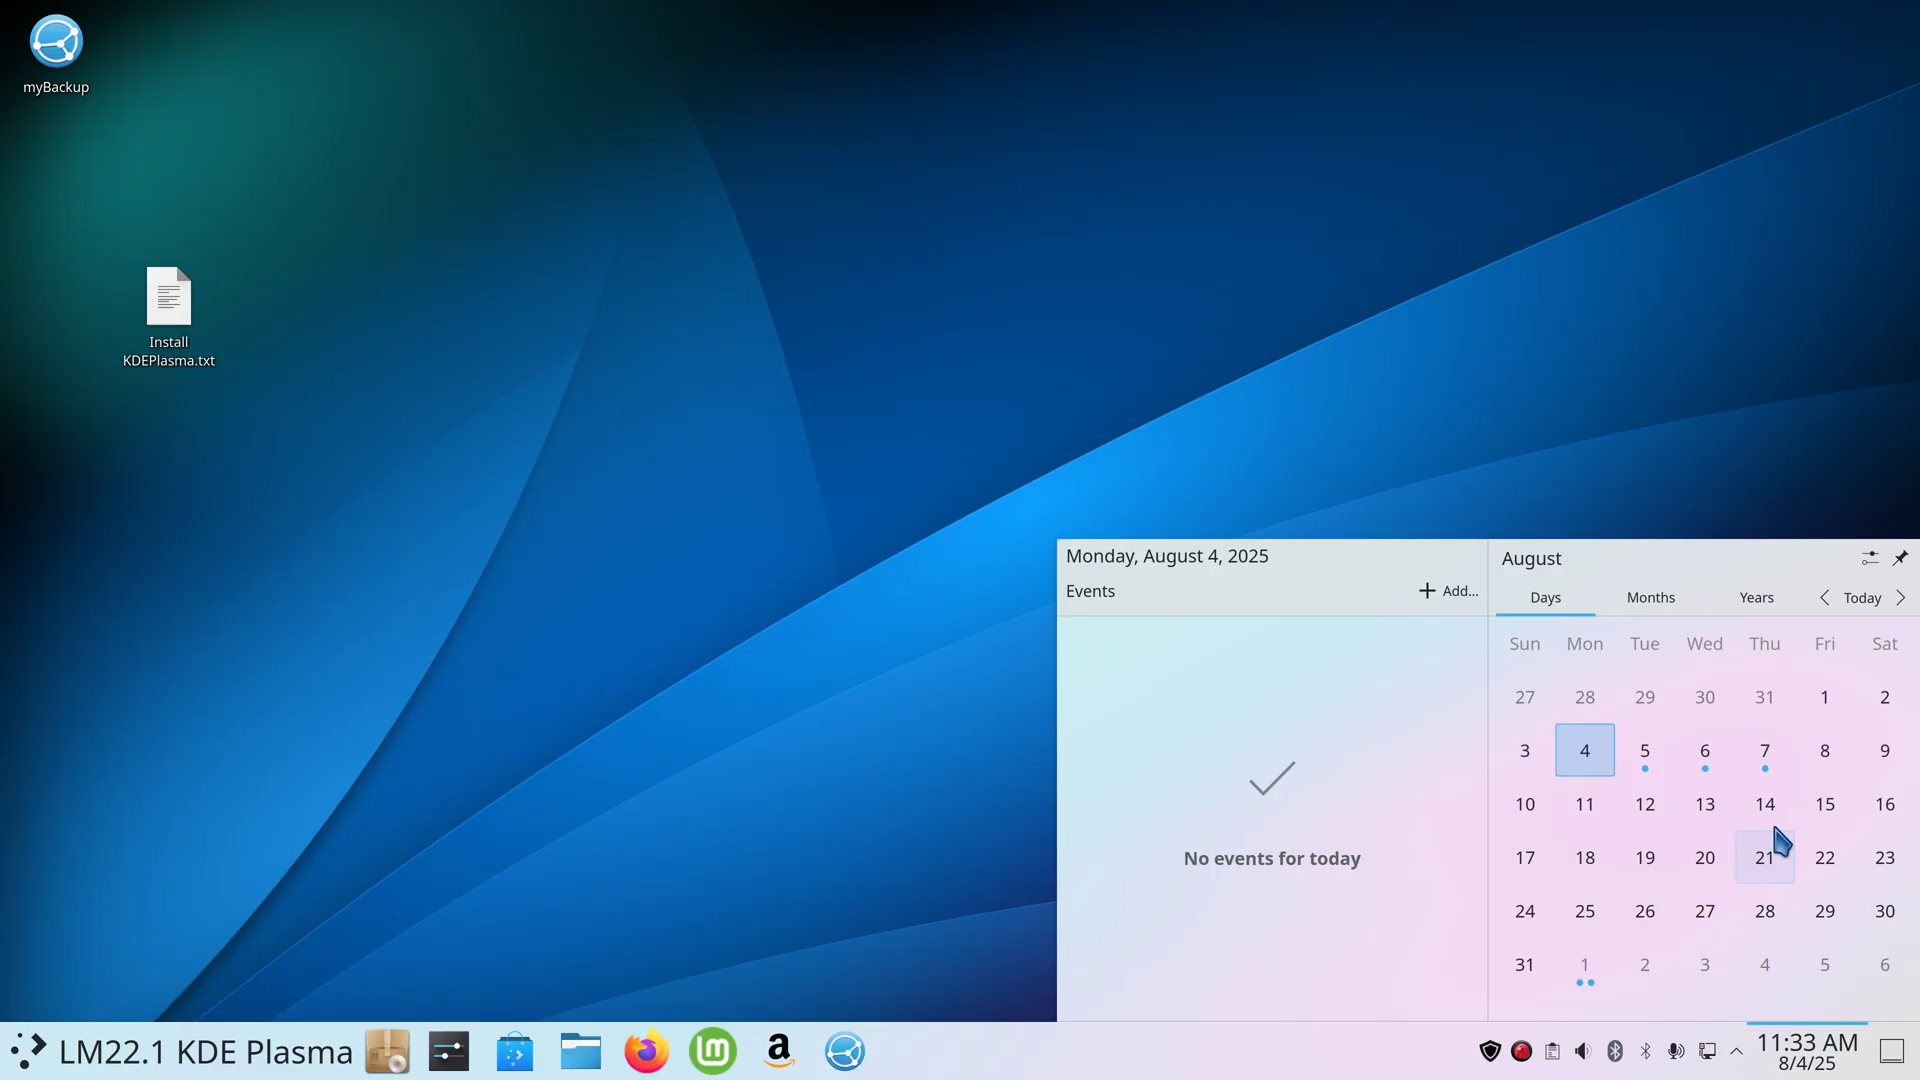 myBackup
Install
KDEPlasma.txt
Monday, August 4, 2025
Events
Add...
No events for today
August
Days Months Years Today
Sun Mon Tue Wed Thu Fri Sat
27 28 29 30 31 1 2
3 4 5 6 7 8 9
10 11 12 13 14 15 16
17 18 19 20 21 22 23
24 25 26 27 28 29 30
31 1 2 3 4 5 6
LM22.1 KDE Plasma
lm
a
11:33 AM
8/4/25